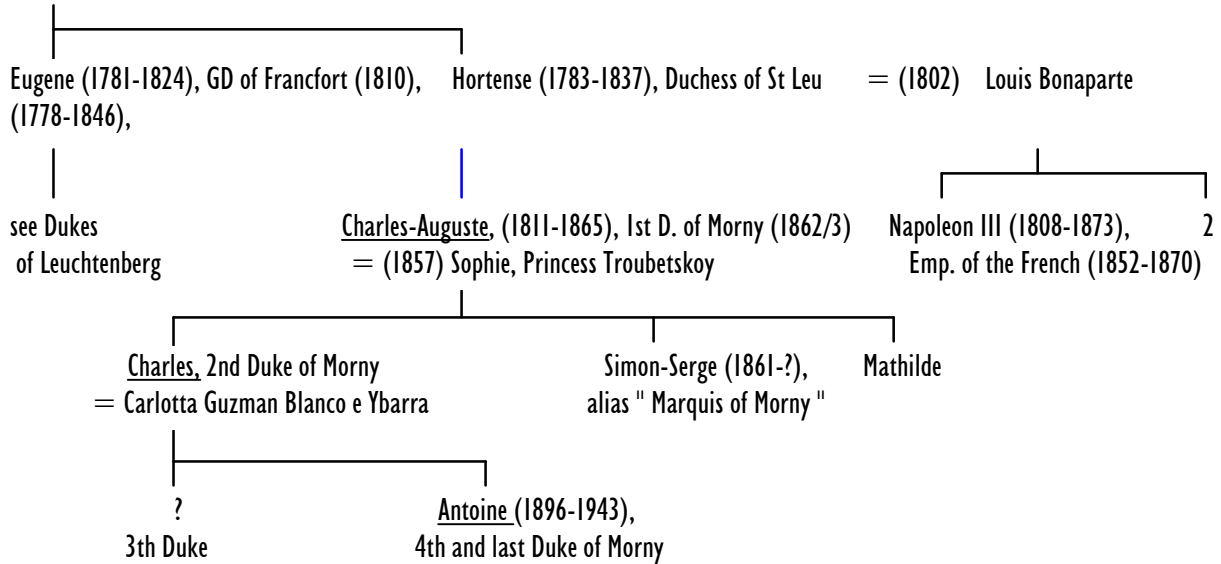 Eugene (1781-1824), GD of Francfort (1810), Hortense (1783-1837), Duchess of St Leu = (1802) Louis Bonaparte
(1778-1846),
see Dukes
of Leuchtenberg
Charles-Auguste, (1811-1865), 1st D. of Morny (1862/3)
= (1857) Sophie, Princess Troubetskoy
Napoleon III (1808-1873), 2
Emp. of the French (1852-1870)
Charles, 2nd Duke of Morny
= Carlotta Guzman Blanco e Ybarra
Simon-Serge (1861-?),
alias " Marquis of Morny "
Mathilde
?
3th Duke
Antoine (1896-1943),
4th and last Duke of Morny